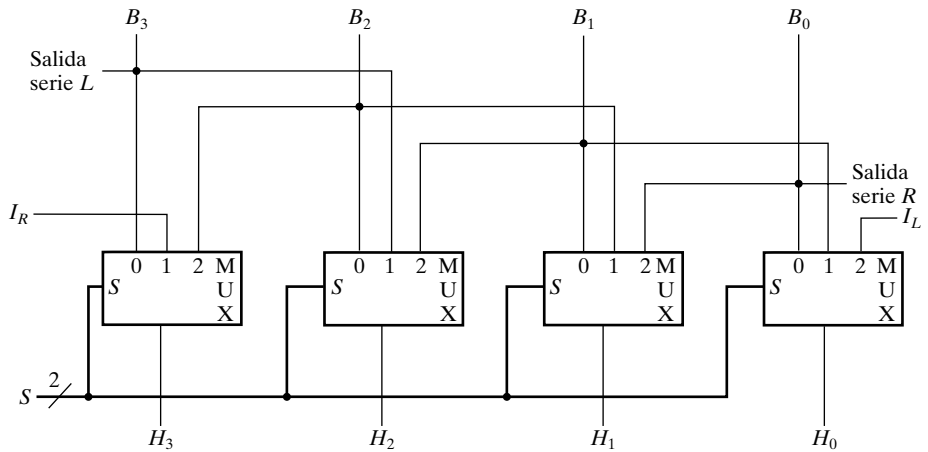 B3
B2
B1
B0
Salida
serie L
Salida
serie R
IR
IL
0 1 2 M
U
X
S
0 1 2 M
U
X
S
0 1 2 M
U
X
S
0 1 2 M
U
X
S
S
2
H3
H2
H1
H0